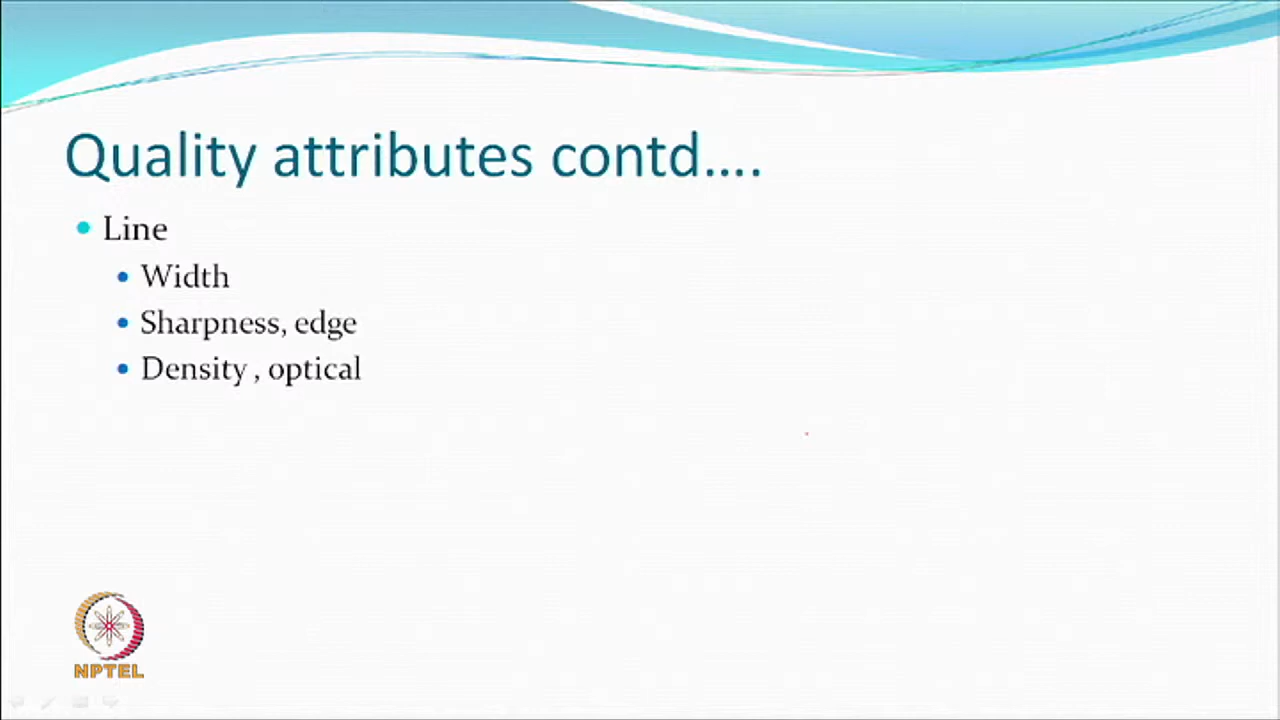 Quality attributes contd....
Line
Width
Sharpness, edge
Density , optical
NPTEL